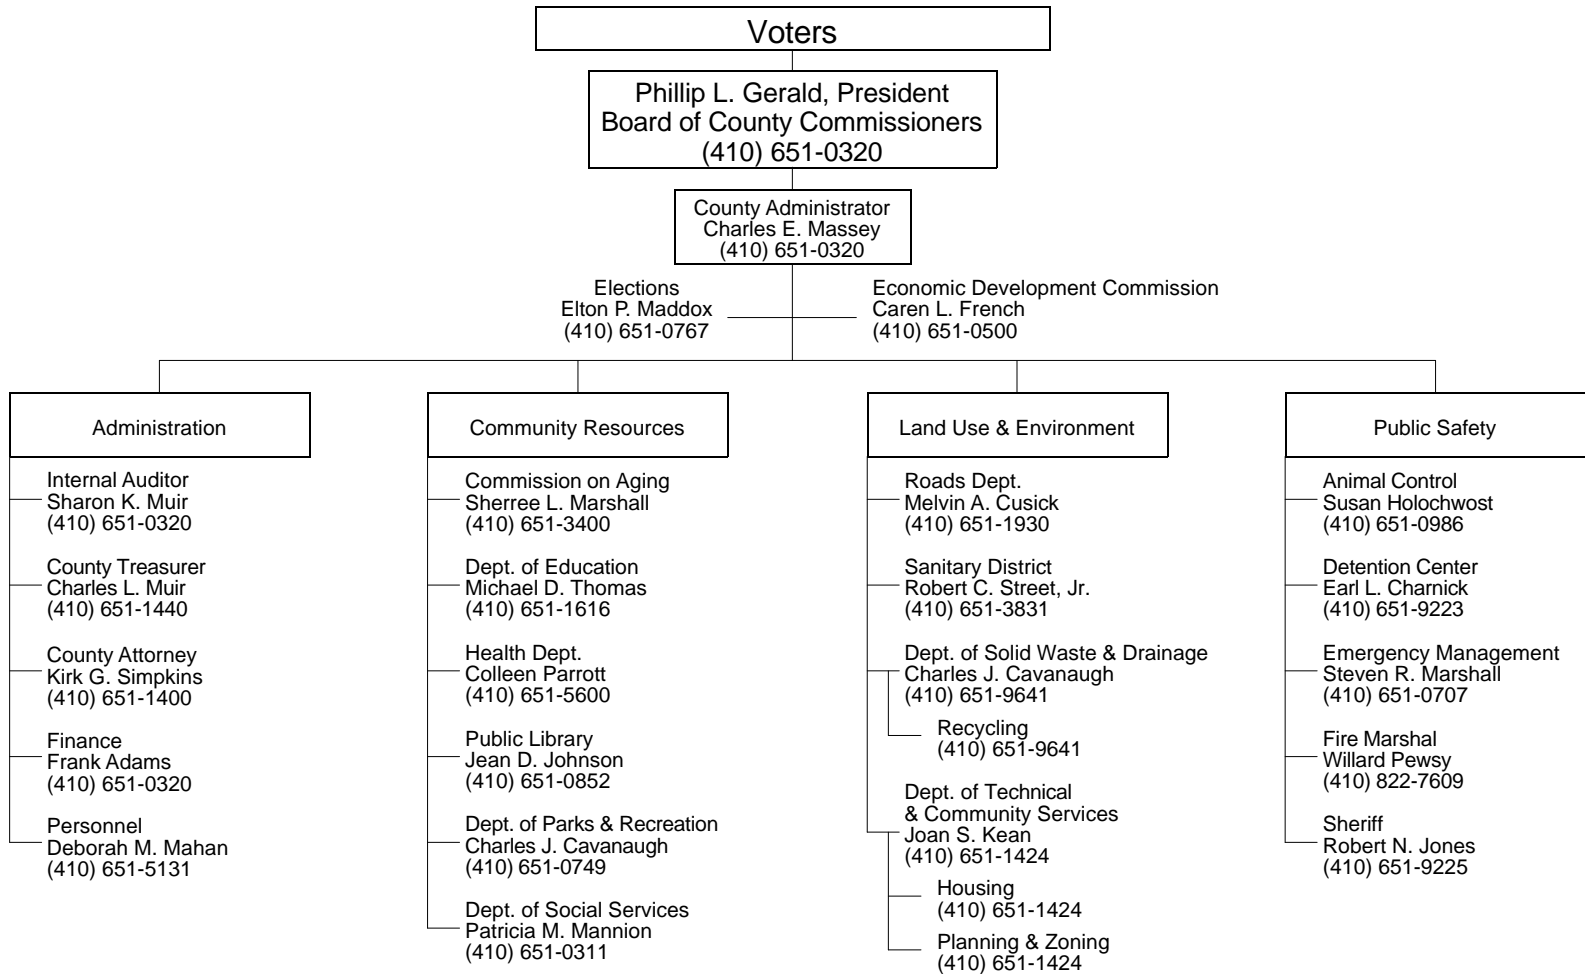 Voters
Phillip L. Gerald, President
Board of County Commissioners
(410) 651-0320
County Administrator
Charles E. Massey
(410) 651-0320
Elections
Elton P. Maddox
(410) 651-0767
Economic Development Commission
Caren L. French
(410) 651-0500
Administration
Internal Auditor
Sharon K. Muir
(410) 651-0320
County Treasurer
Charles L. Muir
(410) 651-1440
County Attorney
Kirk G. Simpkins
(410) 651-1400
Finance
Frank Adams
(410) 651-0320
Personnel
Deborah M. Mahan
(410) 651-5131
Community Resources
Commission on Aging
Sherree L. Marshall
(410) 651-3400
Dept. of Education
Michael D. Thomas
(410) 651-1616
Health Dept.
Colleen Parrott
(410) 651-5600
Public Library
Jean D. Johnson
(410) 651-0852
Dept. of Parks & Recreation
Charles J. Cavanaugh
(410) 651-0749
Dept. of Social Services
Patricia M. Mannion
(410) 651-0311
Land Use & Environment
Roads Dept.
Melvin A. Cusick
(410) 651-1930
Sanitary District
Robert C. Street, Jr.
(410) 651-3831
Dept. of Solid Waste & Drainage
Charles J. Cavanaugh
(410) 651-9641
Recycling
(410) 651-9641
Dept. of Technical
& Community Services
Joan S. Kean
(410) 651-1424
Housing
(410) 651-1424
Planning & Zoning
(410) 651-1424
Public Safety
Animal Control
Susan Holochwost
(410) 651-0986
Detention Center
Earl L. Charnick
(410) 651-9223
Emergency Management
Steven R. Marshall
(410) 651-0707
Fire Marshal
Willard Pewsy
(410) 822-7609
Sheriff
Robert N. Jones
(410) 651-9225